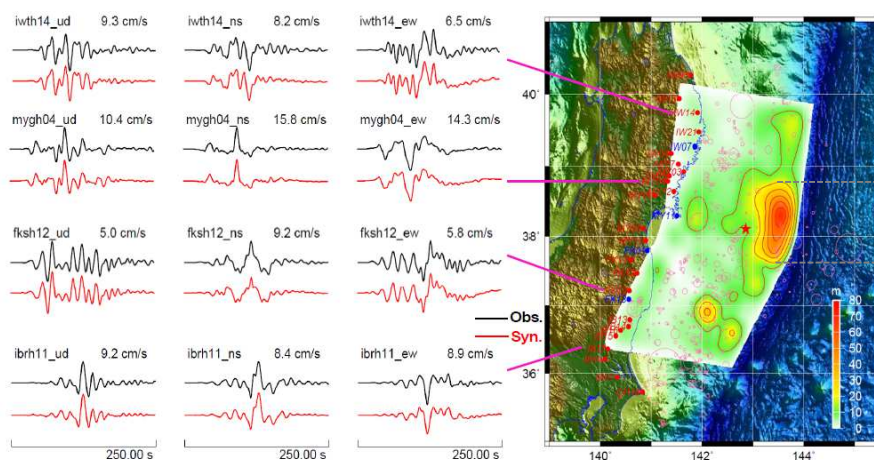 iwth14_ud 9.3 cm/s
iwth14_ns 8.2 cm/s
iwth14_ew 6.5 cm/s
mygh04_ud 10.4 cm/s
mygh04_ns 15.8 cm/s
mygh04_ew 14.3 cm/s
fksh12_ud 5.0 cm/s
fksh12_ns 9.2 cm/s
fksh12_ew 5.8 cm/s
Obs.
Syn.
ibrh11_ud 9.2 cm/s
ibrh11_ns 8.4 cm/s
ibrh11_ew 8.9 cm/s
250.00 s
250.00 s
250.00 s
40˚
38˚
36˚
140˚
142˚
144˚
IW21
m
80
70
60
50
40
30
20
10
0